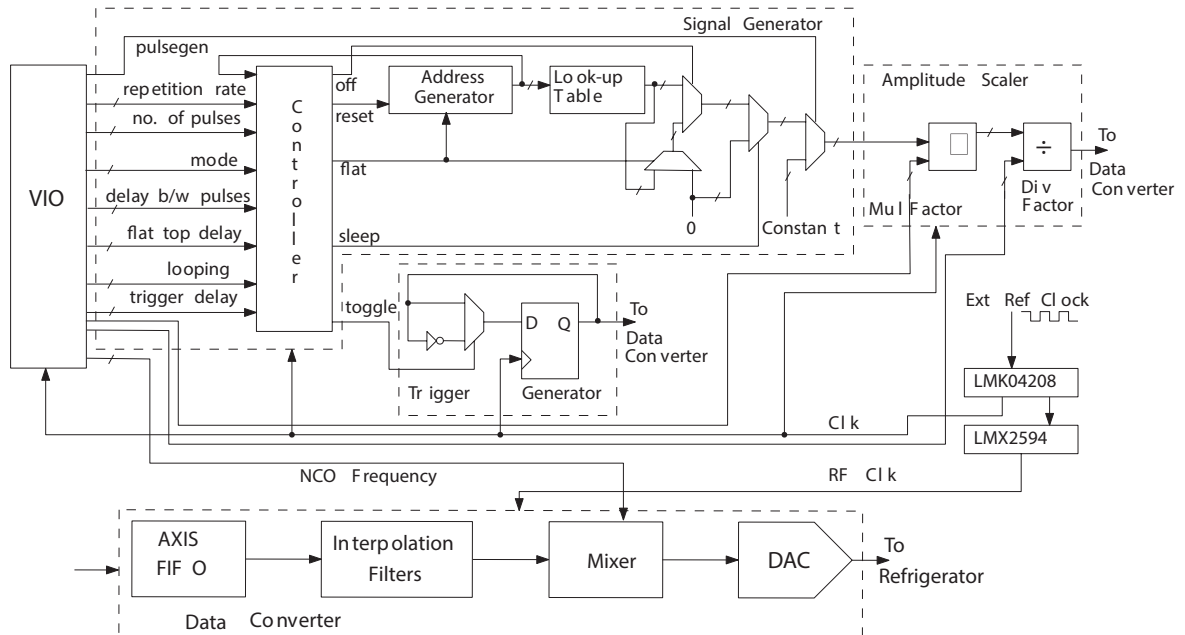 Signal Generator
pulsegen
VIO
repetition rate
no. of pulses
mode
delay b/w pulses
flat top delay
looping
trigger delay
Controller
off
reset
flat
sleep
toggle
Address
Generator
Look-up
Table
0
Constant
Amplitude Scaler
Mul Factor
÷
Div
Factor
To
Data
Converter
D Q
Trigger Generator
To
Data
Converter
Ext Ref Clock
LMK04208
LMX2594
Clk
RF Clk
NCO Frequency
AXIS
FIFO
Interpolation
Filters
Mixer
DAC
To
Refrigerator
Data Converter